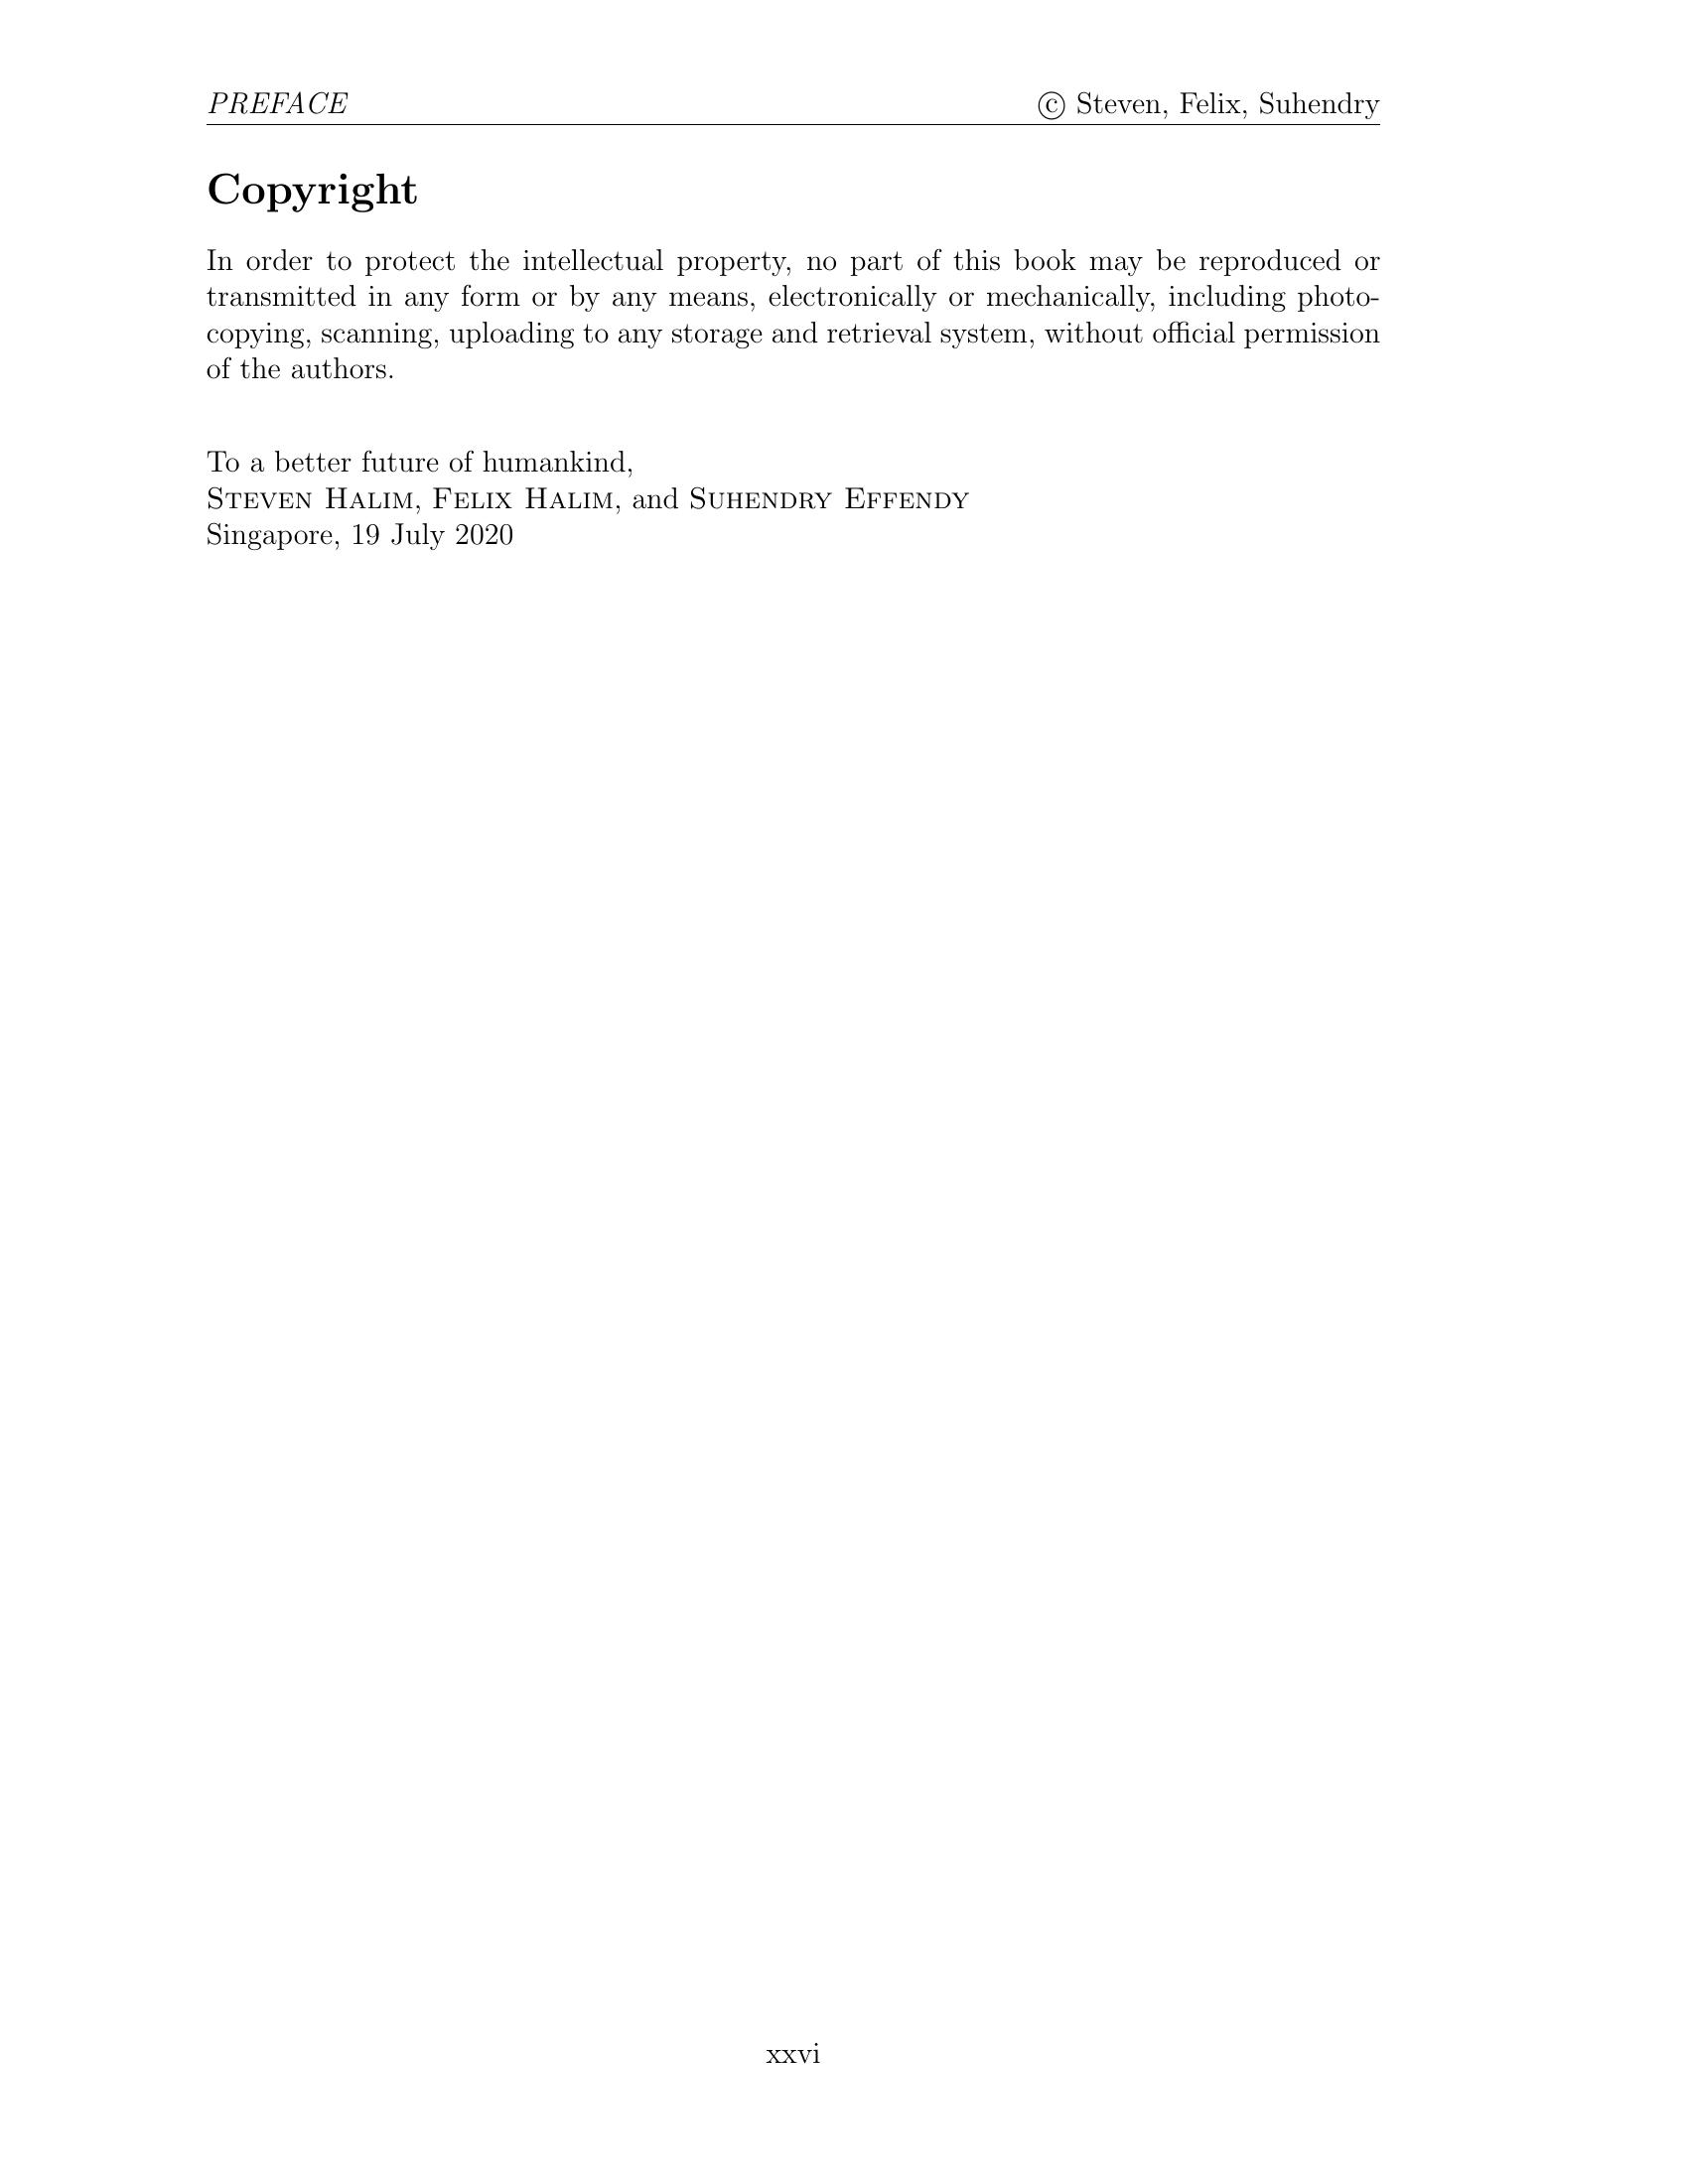 PREFACE © Steven, Felix, Suhendry
Copyright
In order to protect the intellectual property, no part of this book may be reproduced or
transmitted in any form or by any means, electronically or mechanically, including photo-
copying, scanning, uploading to any storage and retrieval system, without official permission
of the authors.
To a better future of humankind,
Steven Halim, Felix Halim, and Suhendry Effendy
Singapore, 19 July 2020
xxvi